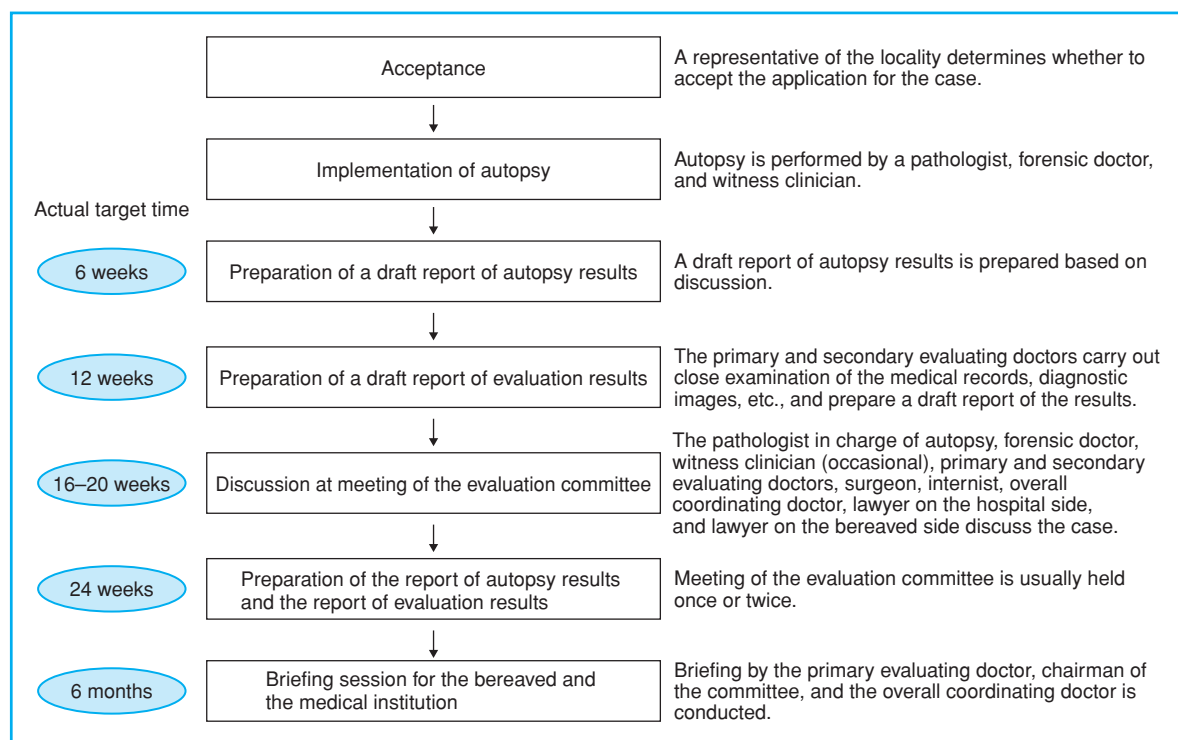 Acceptance
A representative of the locality determines whether to
accept the application for the case.
Implementation of autopsy
Autopsy is performed by a pathologist, forensic doctor,
and witness clinician.
Actual target time
6 weeks
Preparation of a draft report of autopsy results
A draft report of autopsy results is prepared based on
discussion.
12 weeks
Preparation of a draft report of evaluation results
The primary and secondary evaluating doctors carry out
close examination of the medical records, diagnostic
images, etc., and prepare a draft report of the results.
16–20 weeks
Discussion at meeting of the evaluation committee
The pathologist in charge of autopsy, forensic doctor,
witness clinician (occasional), primary and secondary
evaluating doctors, surgeon, internist, overall
coordinating doctor, lawyer on the hospital side,
and lawyer on the bereaved side discuss the case.
24 weeks
Preparation of the report of autopsy results
and the report of evaluation results
Meeting of the evaluation committee is usually held
once or twice.
6 months
Briefing session for the bereaved and
the medical institution
Briefing by the primary evaluating doctor, chairman of
the committee, and the overall coordinating doctor is
conducted.